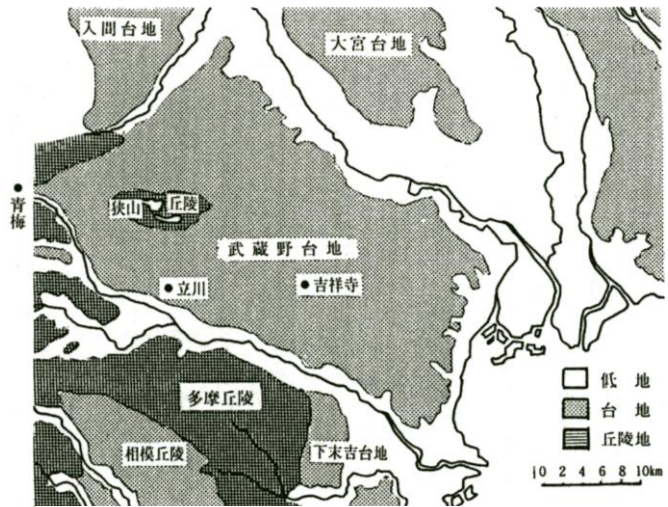 入間台地
大宮台地
青梅
狭山 丘陵
武蔵野台地
立川
吉祥寺
多摩丘陵
相模丘陵
下末吉台地
低地
台地
丘陵地
0 2 4 6 8 10km